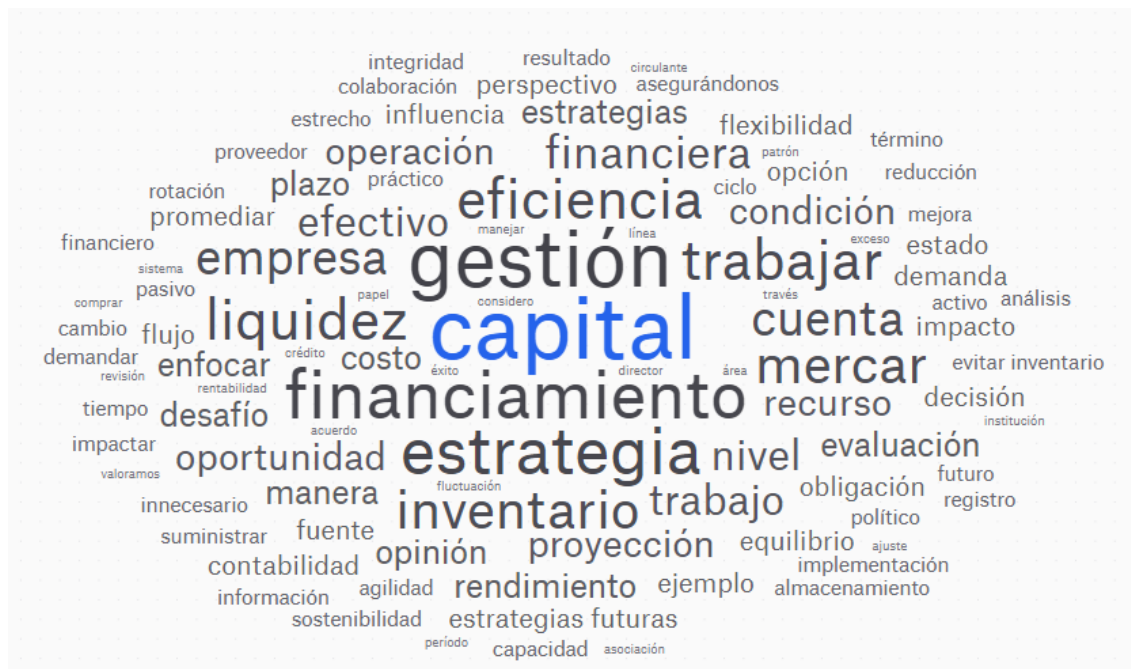 integridad resultado circulante
colaboración perspectivo asegurándonos
estrecho influencia estrategias flexibilidad término
proveedor operación financiera patrón opción reducción
rotación plazo práctico eficiencia ciclo
promediar efectivo manejar línea condición mejora
financiero empresa gestión trabajar exceso estado
sistema pasivo papel considero través demanda
comprar liquidez capital cuenta activo análisis
cambio flujo impacto
demandar enfocar crédito costo éxito director área mercar evitar inventario
revisión rentabilidad financiamiento recurso decisión
tiempo desafío acuerdo institución
impactar oportunidad estrategia nivel evaluación
valoramos fluctuación futuro
innecesario manera inventario trabajo obligación registro
suministrar fuente político
contabilidad opinión proyección equilibrio ajuste
implementación
información agilidad rendimiento ejemplo almacenamiento
sostenibilidad estrategias futuras
período capacidad asociación